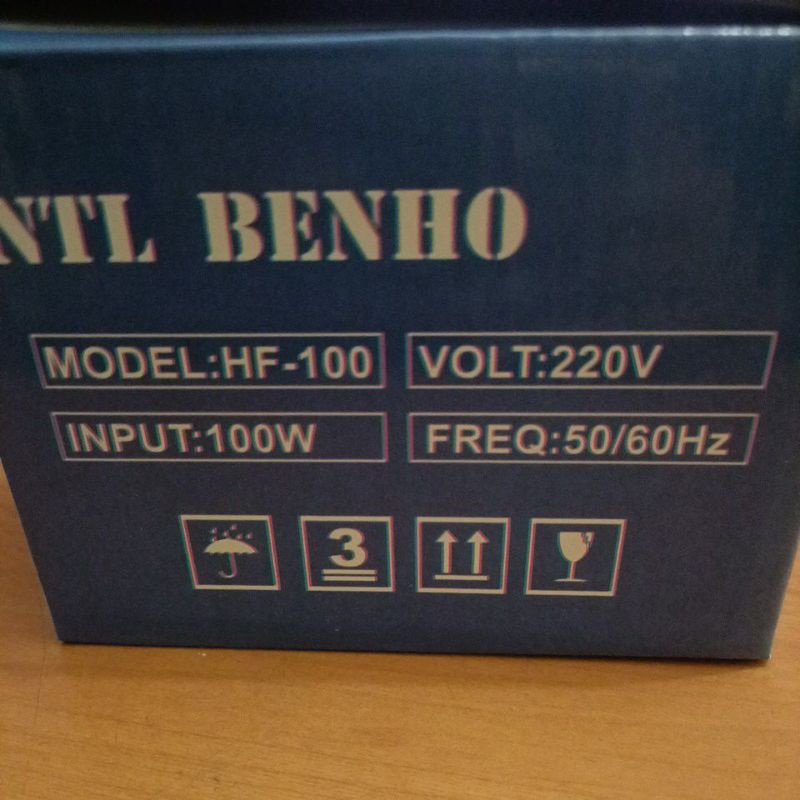 NTL BENHO
MODEL:HF-100 VOLT:220V
INPUT:100W FREQ:50/60Hz
3